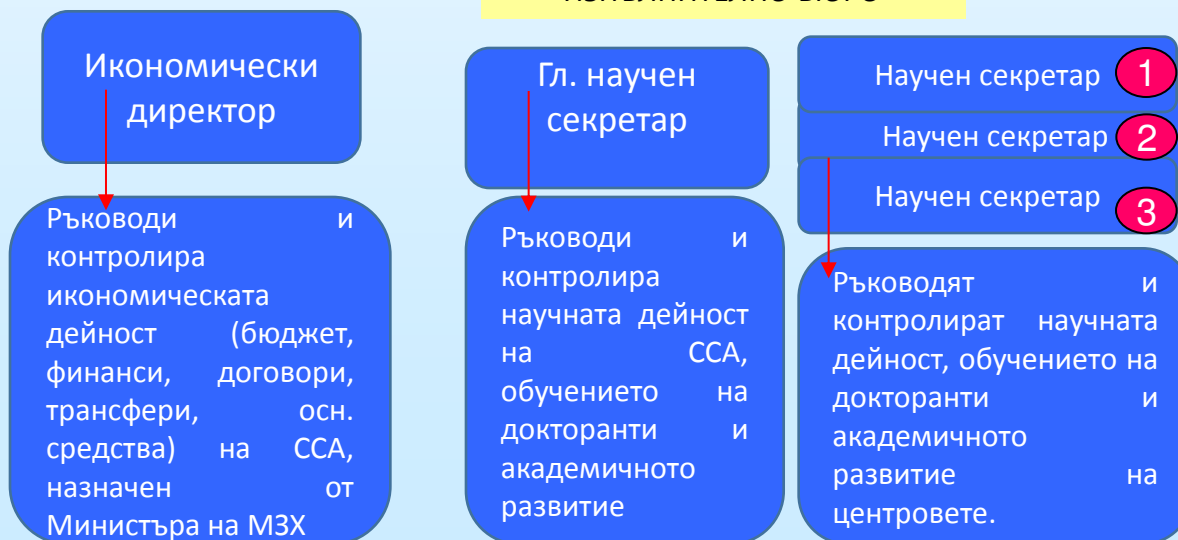 Икономически
директор
Ръководи и
контролира
икономическата
дейност (бюджет,
финанси, договори,
трансфери, осн.
средства) на ССА,
назначен от
Министъра на МЗХ
Гл. научен
секретар
Ръководи и
контролира
научната дейност
на ССА,
обучението на
докторанти и
академичното
развитие
Научен секретар 1
Научен секретар 2
Научен секретар 3
Ръководят и
контролират научната
дейност, обучението на
докторанти и
академичното
развитие на
центровете.